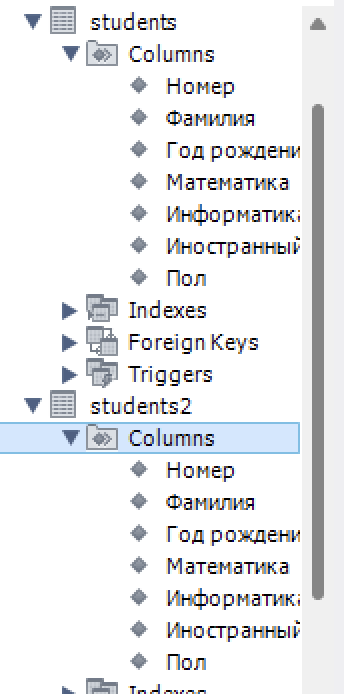 students
Columns
Номер
Фамилия
Год рождени
Математика
Информатика
Иностранный
Пол
Indexes
Foreign Keys
Triggers
students2
Columns
Номер
Фамилия
Год рождени
Математика
Информатика
Иностранный
Пол
Indexes